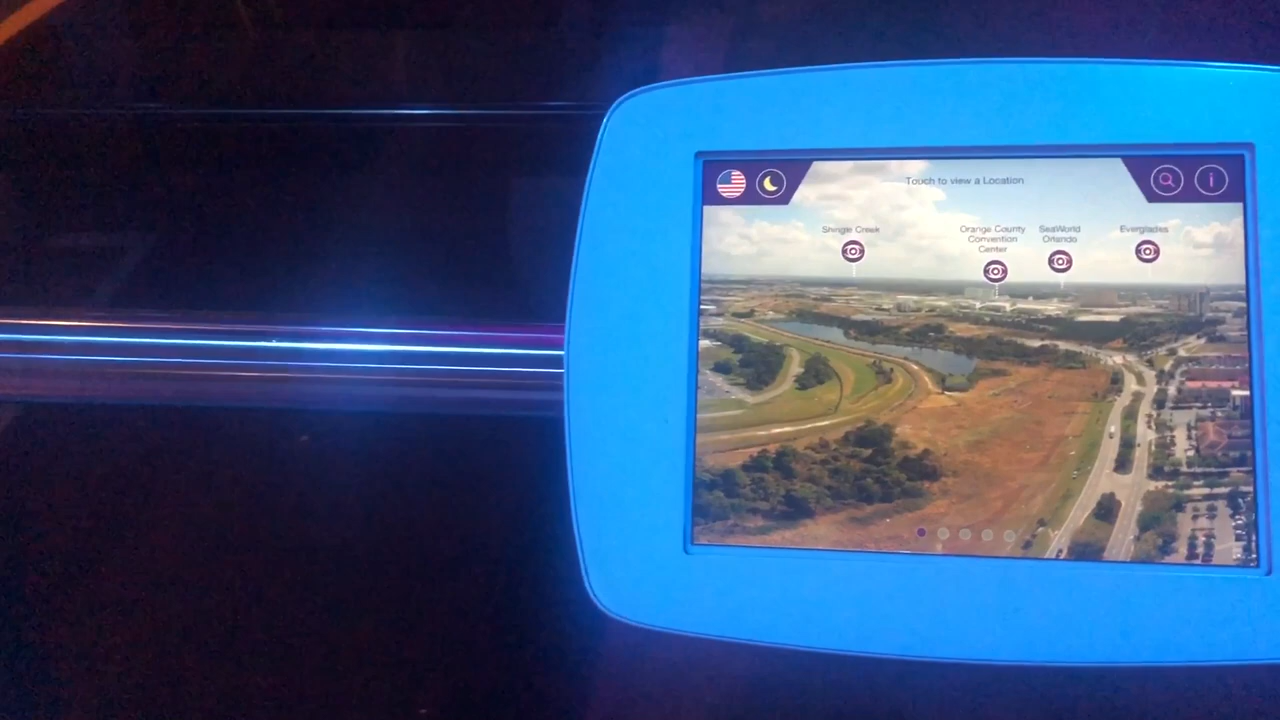 Touch to view a Location
Shingle Creek
Orange County
Convention
Center
SeaWorld
Orlando
Everglades
i